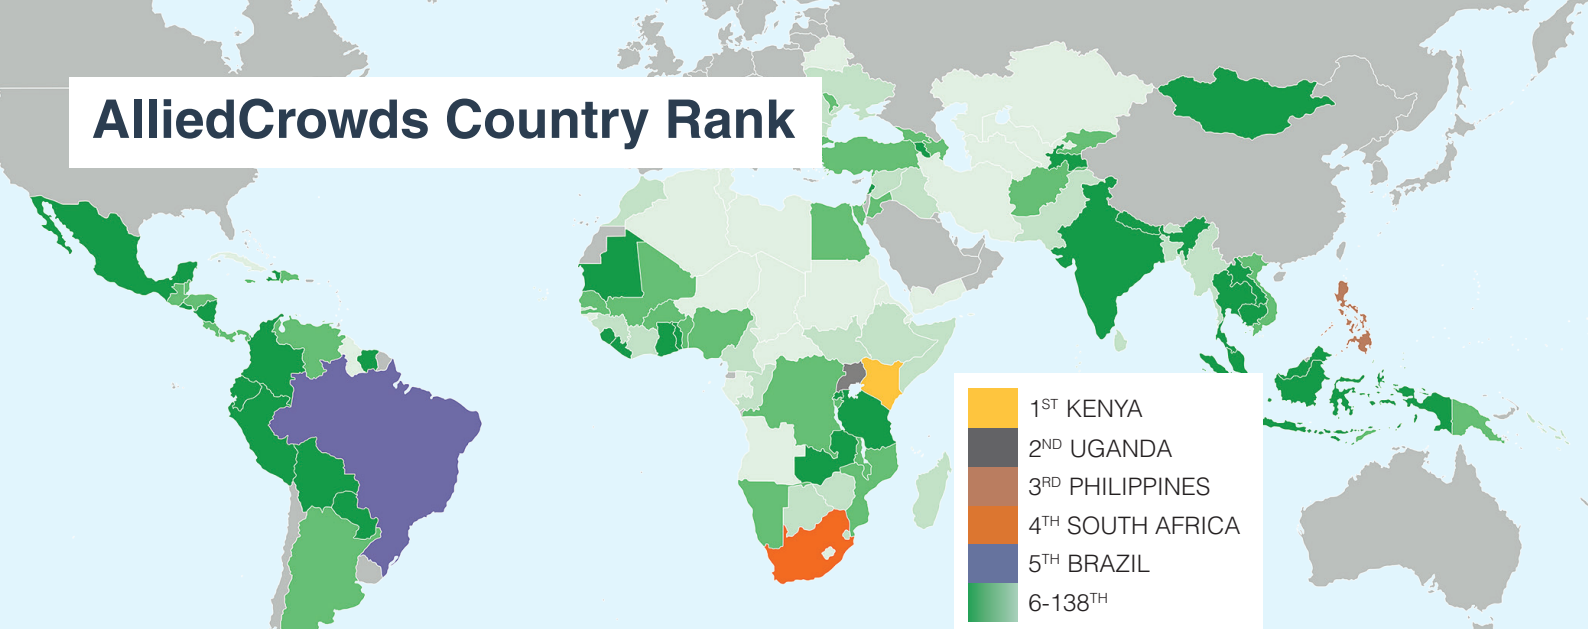 AlliedCrowds Country Rank
1ST KENYA
2ND UGANDA
3RD PHILIPPINES
4TH SOUTH AFRICA
5TH BRAZIL
6-138TH